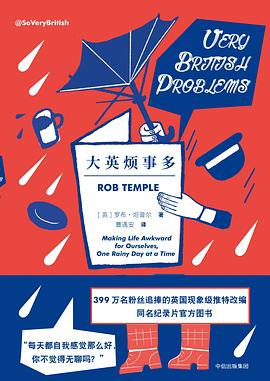 @SoVeryBritish
VERY
BRITISH
PROBLEMS
大英烦事多
ROB TEMPLE
[英]罗布·坦普尔 著
曹遇安 译
Making Life Awkward
for Ourselves,
One Rainy Day at a Time
399 万名粉丝追捧的英国现象级推特改编
同名纪录片官方图书
“每天都自我感觉那么好,
你不觉得无聊吗?”
中信出版集团